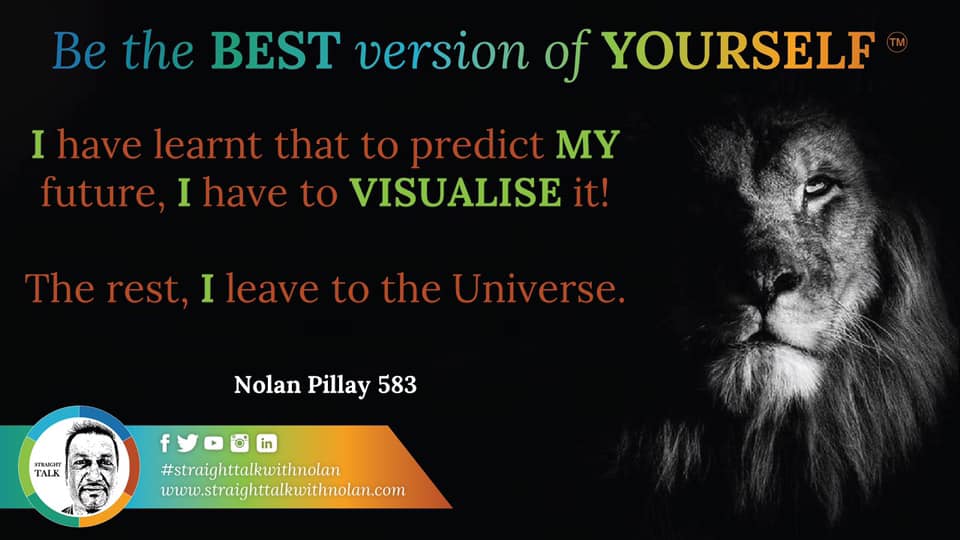 Be the BEST version of YOURSELF ™
I have learnt that to predict MY
future, I have to VISUALISE it!
The rest, I leave to the Universe.
Nolan Pillay 583
STRAIGHT
TALK
#straighttalkwithnolan
www.straighttalkwithnolan.com